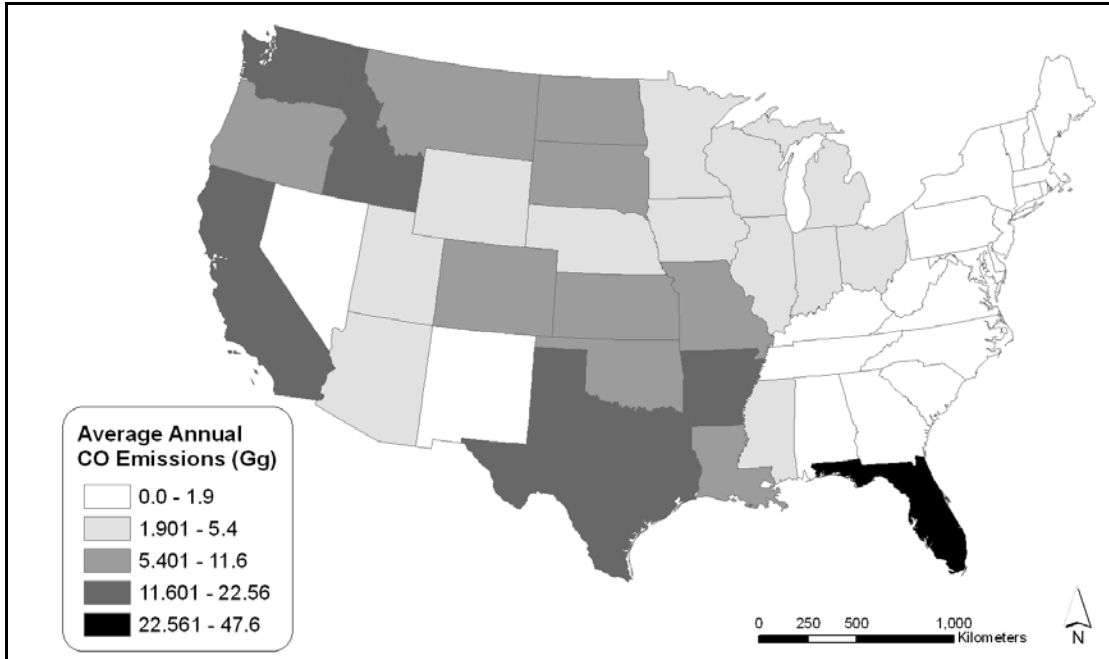 Average Annual
CO Emissions (Gg)
0.0 - 1.9
1.901 - 5.4
5.401 - 11.6
11.601 - 22.56
22.561 - 47.6
0 250 500 1,000
Kilometers
N